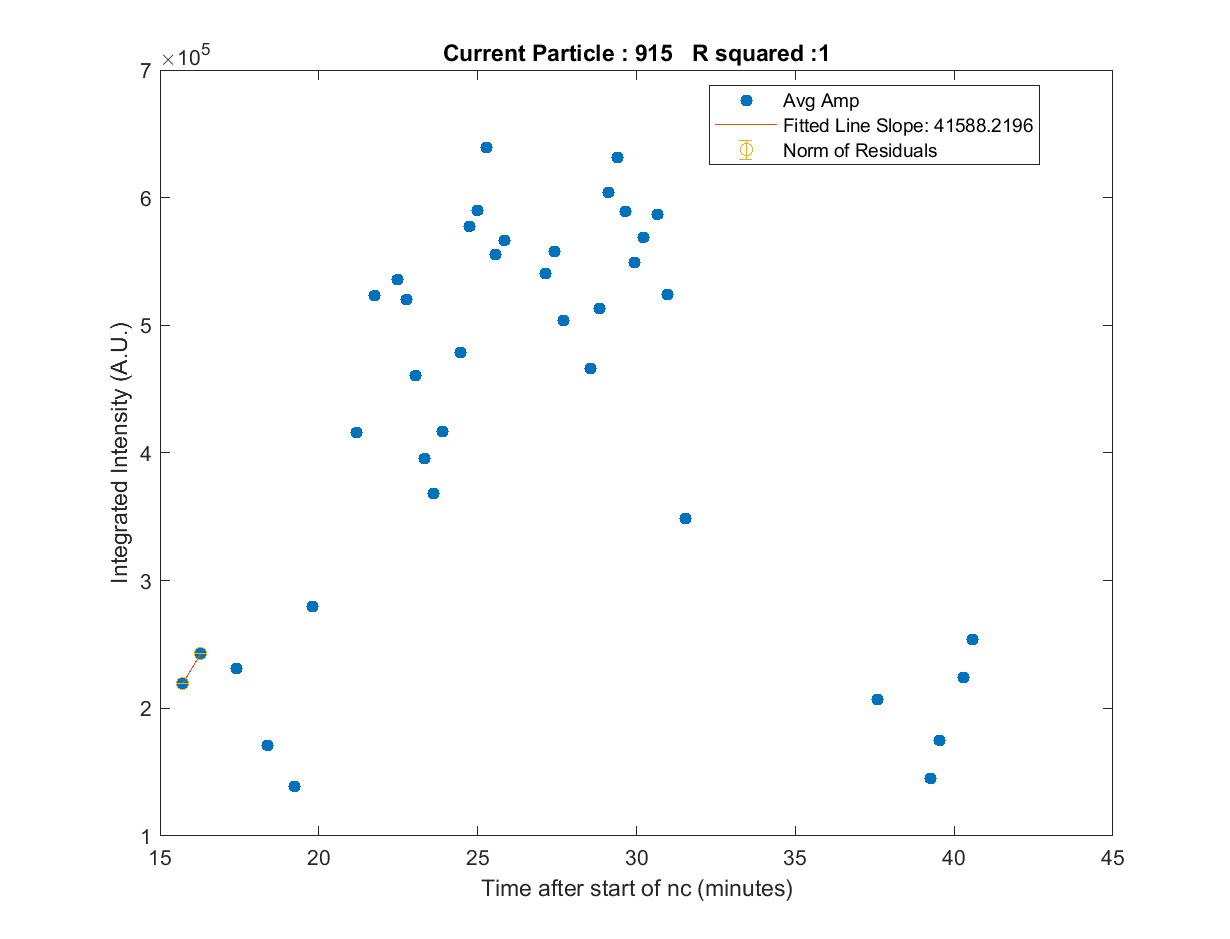 Current Particle : 915   R squared :1
×10^5
Avg Amp
Fitted Line Slope: 41588.2196
Norm of Residuals
7
6
5
4
3
2
1
Integrated Intensity (A.U.)
15 20 25 30 35 40 45
Time after start of nc (minutes)